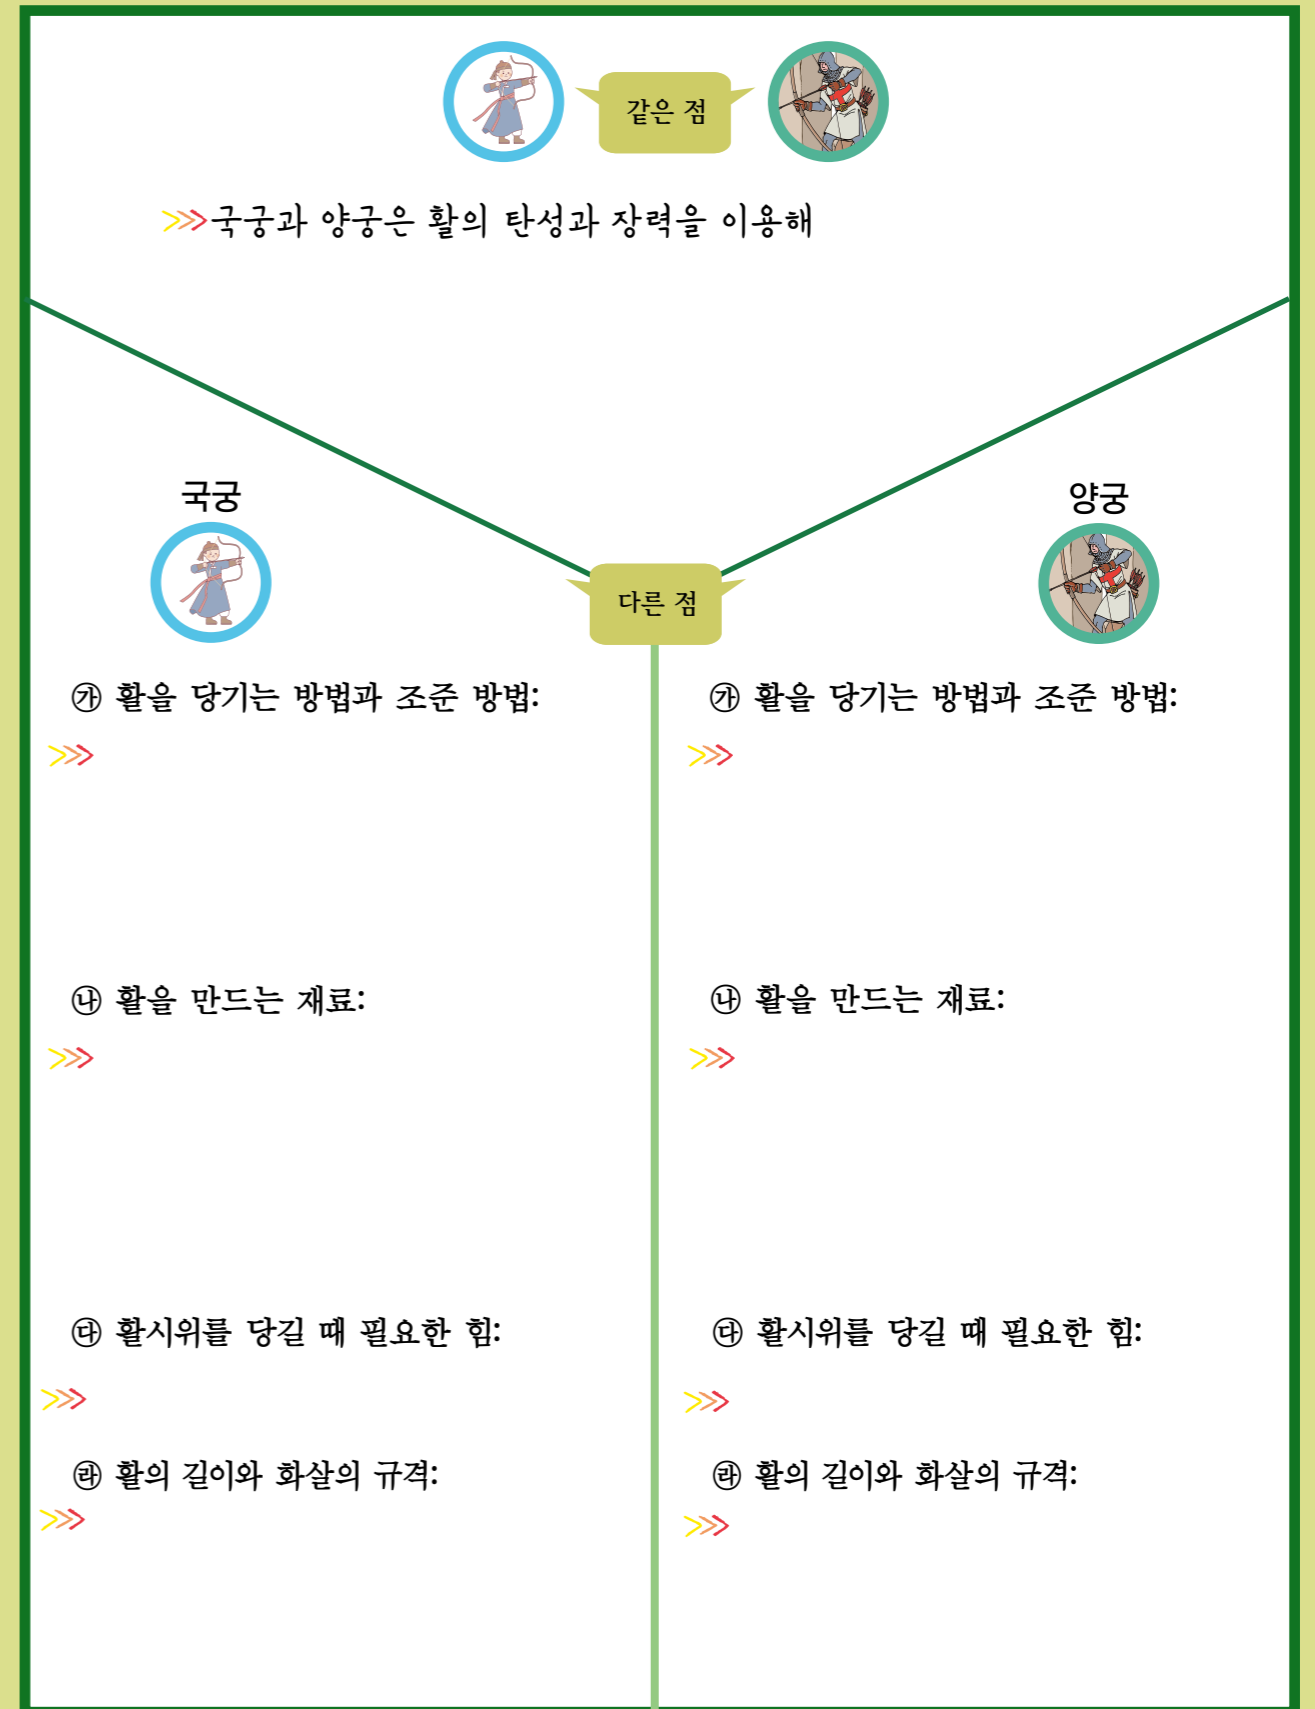 같은 점
>>>국궁과 양궁은 활의 탄성과 장력을 이용해
국궁
양궁
다른 점
㉮ 활을 당기는 방법과 조준 방법:
>>>
㉯ 활을 만드는 재료:
>>>
㉰ 활시위를 당길 때 필요한 힘:
>>>
㉱ 활의 길이와 화살의 규격:
>>>
㉮ 활을 당기는 방법과 조준 방법:
>>>
㉯ 활을 만드는 재료:
>>>
㉰ 활시위를 당길 때 필요한 힘:
>>>
㉱ 활의 길이와 화살의 규격:
>>>